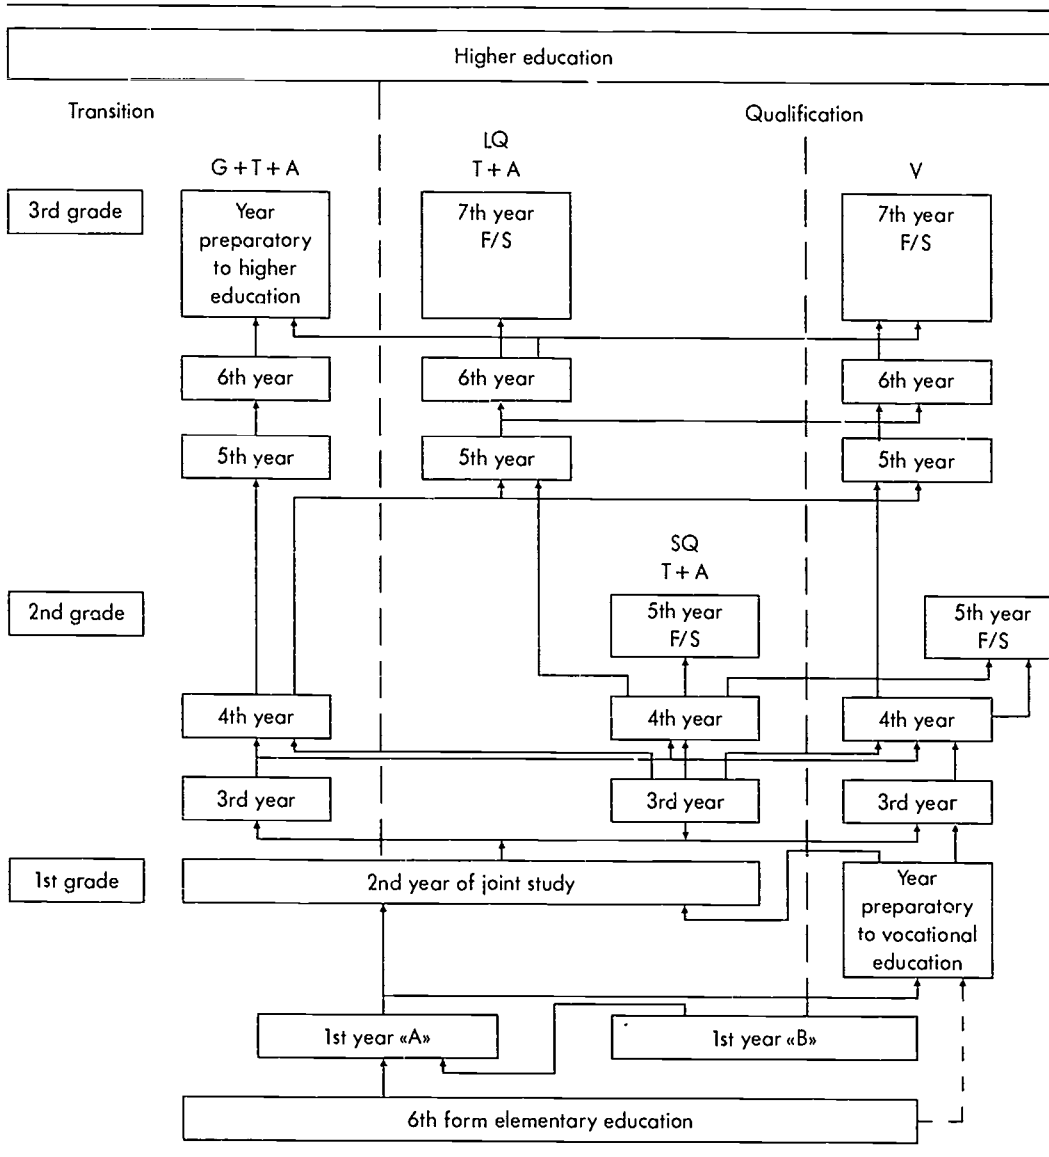 Higher education
Transition
Qualification
LQ
G + T + A
T + A
V
3rd grade
Year
preparatory
to higher
education
7th year
F/S
7th year
F/S
6th year
6th year
6th year
5th year
5th year
5th year
SQ
T + A
2nd grade
5th year
F/S
5th year
F/S
4th year
4th year
4th year
3rd year
3rd year
3rd year
1st grade
2nd year of joint study
Year
preparatory
to vocational
education
1st year «A»
1st year «B»
6th form elementary education